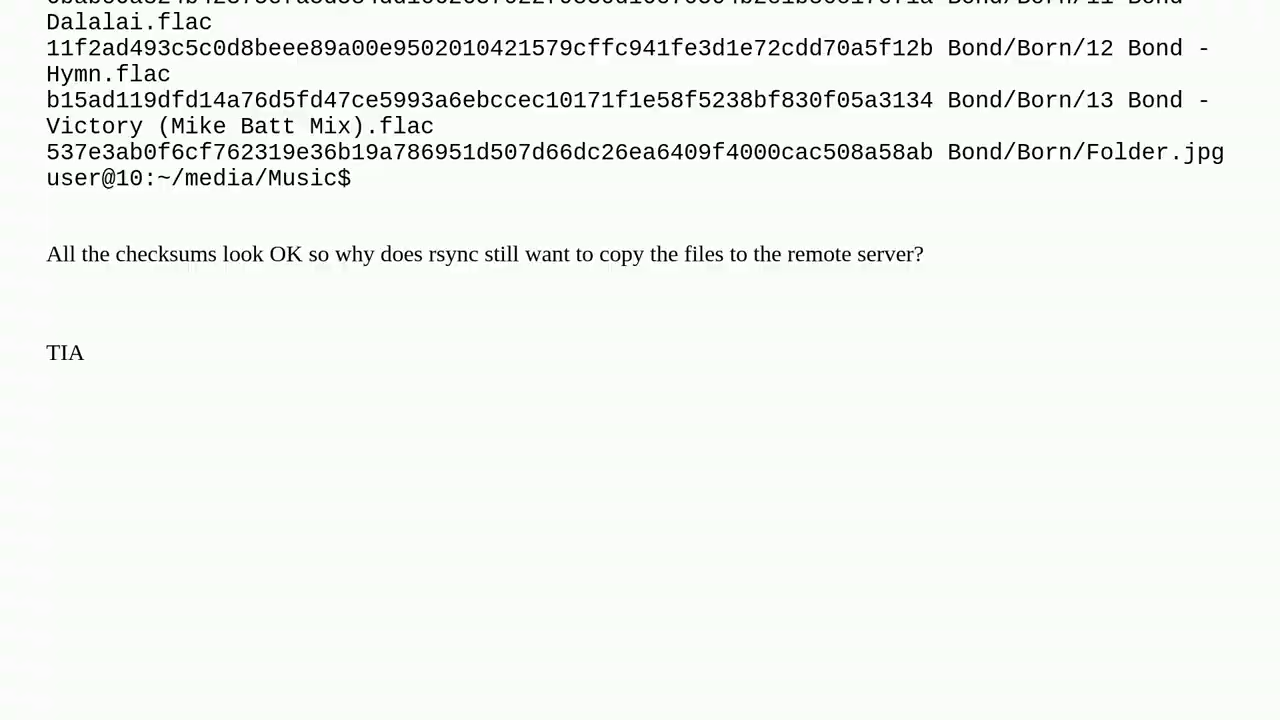 Dalalai.flac
11f2ad493c5c0d8beee89a00e9502010421579cffc941fe3d1e72cdd70a5f12b Bond/Born/12 Bond -
Hymn.flac
b15ad119dfd14a76d5fd47ce5993a6ebccec10171f1e58f5238bf830f05a3134 Bond/Born/13 Bond -
Victory (Mike Batt Mix).flac
537e3ab0f6cf762319e36b19a786951d507d66dc26ea6409f4000cac508a58ab Bond/Born/Folder.jpg
user@10:~/media/Music$
All the checksums look OK so why does rsync still want to copy the files to the remote server?
TIA